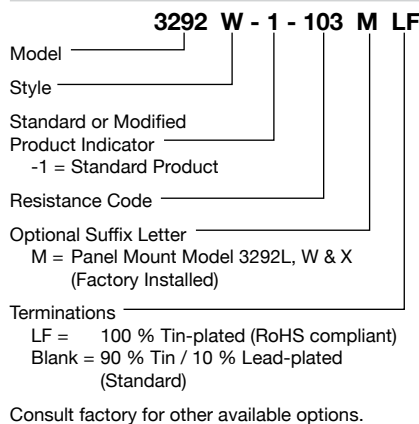 3292 W - 1 - 103 M LF
Model
Style
Standard or Modified
Product Indicator
-1 = Standard Product
Resistance Code
Optional Suffix Letter
M = Panel Mount Model 3292L, W & X
(Factory Installed)
Terminations
LF = 100 % Tin-plated (RoHS compliant)
Blank = 90 % Tin / 10 % Lead-plated
(Standard)
Consult factory for other available options.